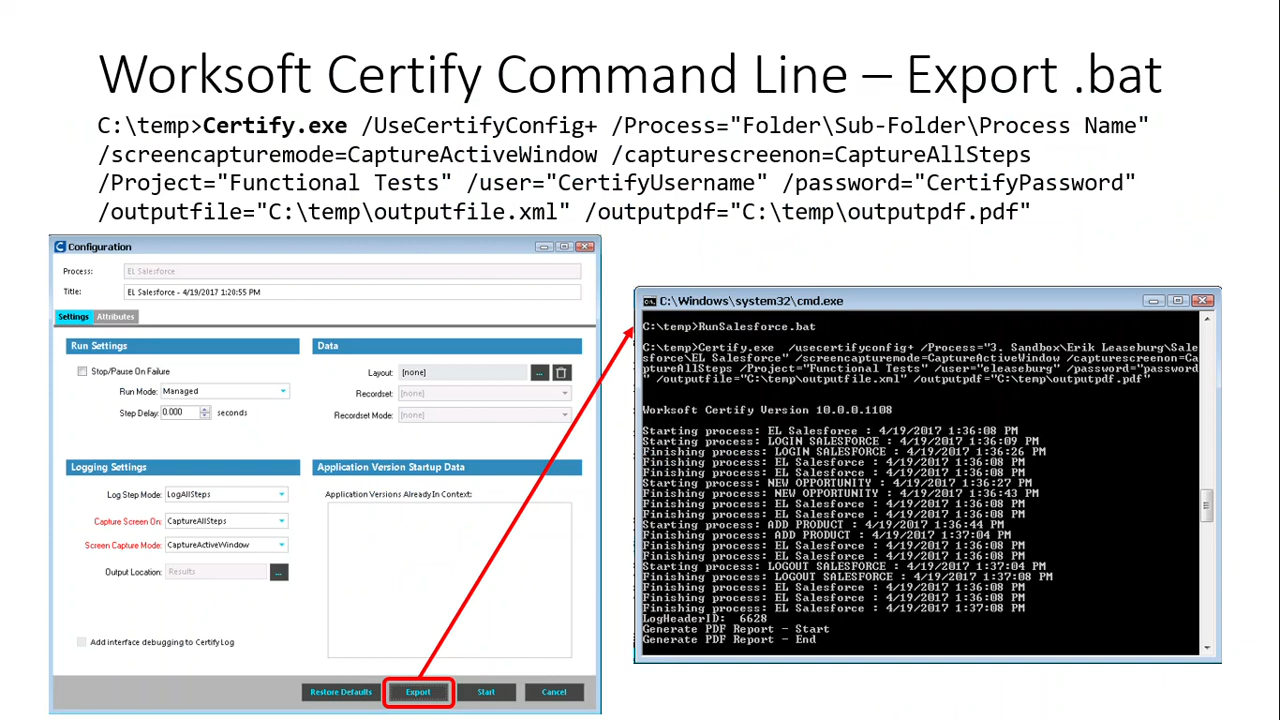 Worksoft Certify Command Line – Export .bat
C:\temp>Certify.exe /UseCertifyConfig+ /Process="Folder\Sub-Folder\Process Name"
/screencapturemode=CaptureActiveWindow /capturescreenon=CaptureAllSteps
/Project="Functional Tests" /user="CertifyUsername" /password="CertifyPassword"
/outputfile="C:\temp\outputfile.xml" /outputpdf="C:\temp\outputpdf.pdf"
Configuration
Process: EL Salesforce
Title: EL Salesforce - 4/19/2017 1:20:55 PM
Settings Attributes
Run Settings
Stop/Pause On Failure
Run Mode: Managed
Step Delay: 0.000 seconds
Data
Layout: [none] ...
Recordset: [none]
Recordset Mode: [none]
Logging Settings
Log Step Mode: LogAllSteps
Capture Screen On: CaptureAllSteps
Screen Capture Mode: CaptureActiveWindow
Output Location: Results ...
Add interface debugging to Certify Log
Application Version Startup Data
Application Versions Already In Context:
Restore Defaults Export Start Cancel
C:\Windows\system32\cmd.exe
C:\temp>RunSalesforce.bat
C:\temp>Certify.exe /usecertifyconfig+ /Process="3. Sandbox\Erik Leaseburg\Sale
sforce\EL Salesforce" /screencapturemode=CaptureActiveWindow /capturescreenon=Ca
ptureAllSteps /Project="Functional Tests" /user="eleaseburg" /password="password
" /outputfile="C:\temp\outputfile.xml" /outputpdf="C:\temp\outputpdf.pdf"
Worksoft Certify Version 10.0.0.1108
Starting process: EL Salesforce : 4/19/2017 1:36:08 PM
Starting process: LOGIN SALESFORCE : 4/19/2017 1:36:09 PM
Finishing process: LOGIN SALESFORCE : 4/19/2017 1:36:26 PM
Finishing process: EL Salesforce : 4/19/2017 1:36:08 PM
Finishing process: EL Salesforce : 4/19/2017 1:36:08 PM
Starting process: NEW OPPORTUNITY : 4/19/2017 1:36:27 PM
Finishing process: NEW OPPORTUNITY : 4/19/2017 1:36:43 PM
Finishing process: EL Salesforce : 4/19/2017 1:36:08 PM
Finishing process: EL Salesforce : 4/19/2017 1:36:08 PM
Starting process: ADD PRODUCT : 4/19/2017 1:36:44 PM
Finishing process: ADD PRODUCT : 4/19/2017 1:37:04 PM
Finishing process: EL Salesforce : 4/19/2017 1:36:08 PM
Finishing process: EL Salesforce : 4/19/2017 1:36:08 PM
Starting process: LOGOUT SALESFORCE : 4/19/2017 1:37:04 PM
Finishing process: LOGOUT SALESFORCE : 4/19/2017 1:37:08 PM
Finishing process: EL Salesforce : 4/19/2017 1:36:08 PM
Finishing process: EL Salesforce : 4/19/2017 1:36:08 PM
Finishing process: EL Salesforce : 4/19/2017 1:37:08 PM
LogHeaderID: 6628
Generate PDF Report - Start
Generate PDF Report - End